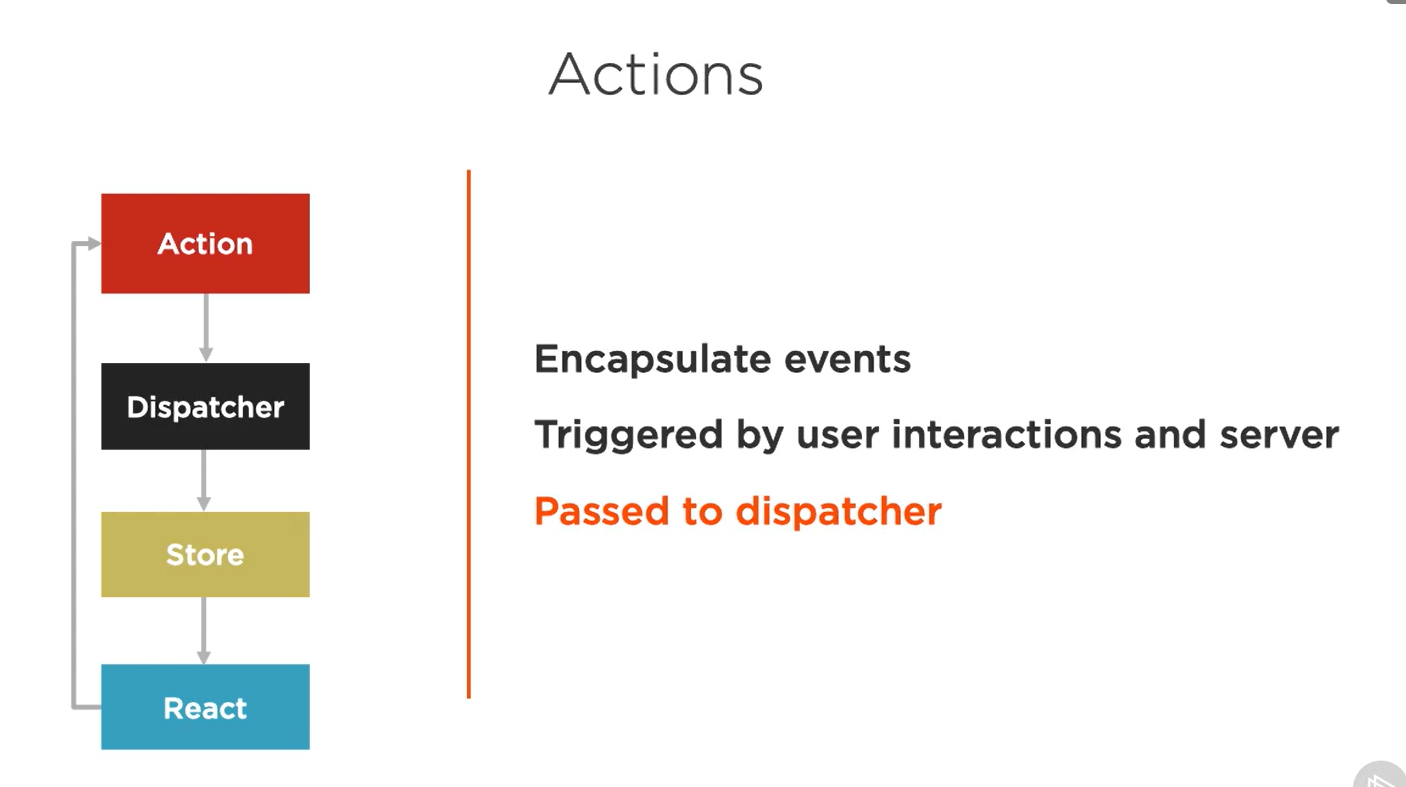 Actions
Action
Dispatcher
Store
React
Encapsulate events
Triggered by user interactions and server
Passed to dispatcher